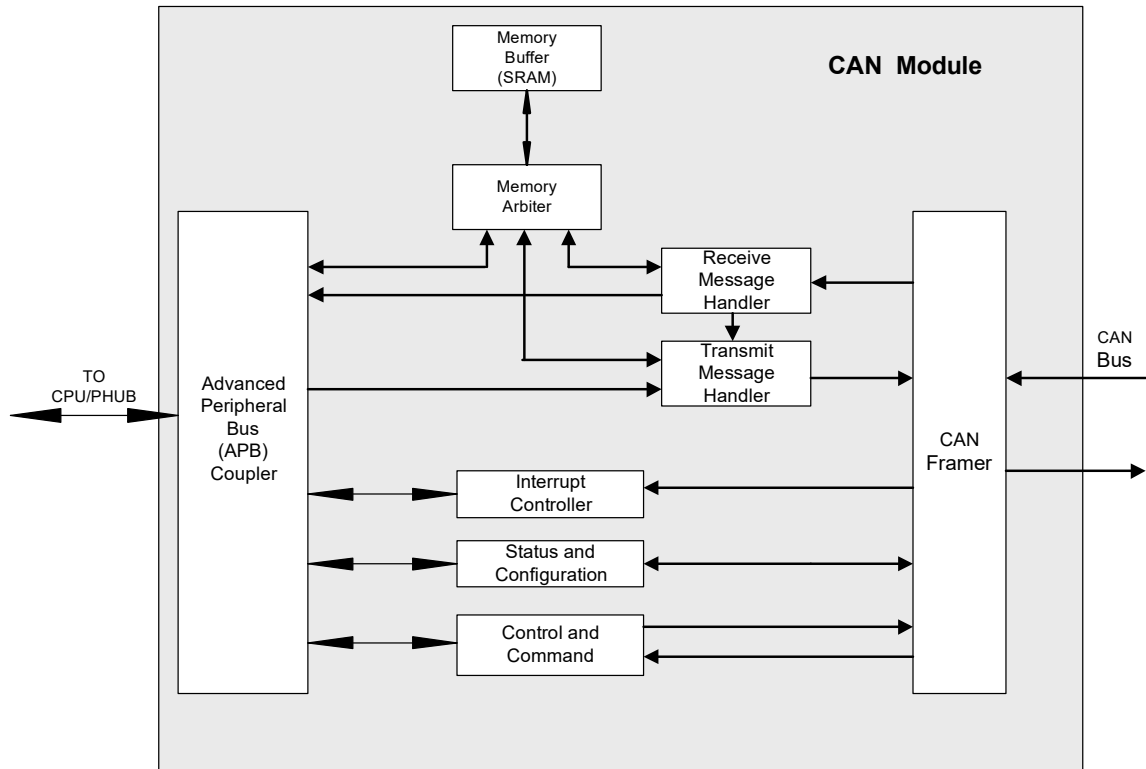 Memory
Buffer
(SRAM)
CAN Module
Memory
Arbiter
Receive
Message
Handler
Transmit
Message
Handler
CAN
Bus
TO
CPU/PHUB
Advanced
Peripheral
Bus
(APB)
Coupler
CAN
Framer
Interrupt
Controller
Status and
Configuration
Control and
Command